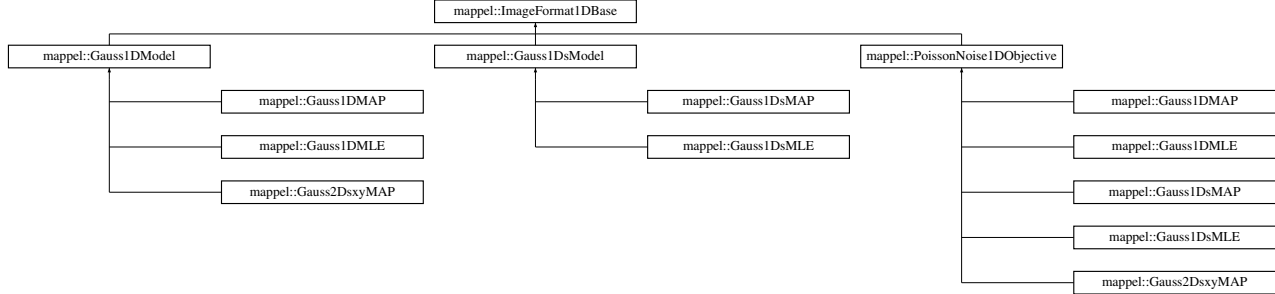 mappel::ImageFormat1DBase
mappel::Gauss1DModel
mappel::Gauss1DsModel
mappel::PoissonNoise1DObjective
mappel::Gauss1DMAP
mappel::Gauss1DsMAP
mappel::Gauss1DMAP
mappel::Gauss1DMLE
mappel::Gauss1DsMLE
mappel::Gauss1DMLE
mappel::Gauss2DsxyMAP
mappel::Gauss1DsMAP
mappel::Gauss1DsMLE
mappel::Gauss2DsxyMAP